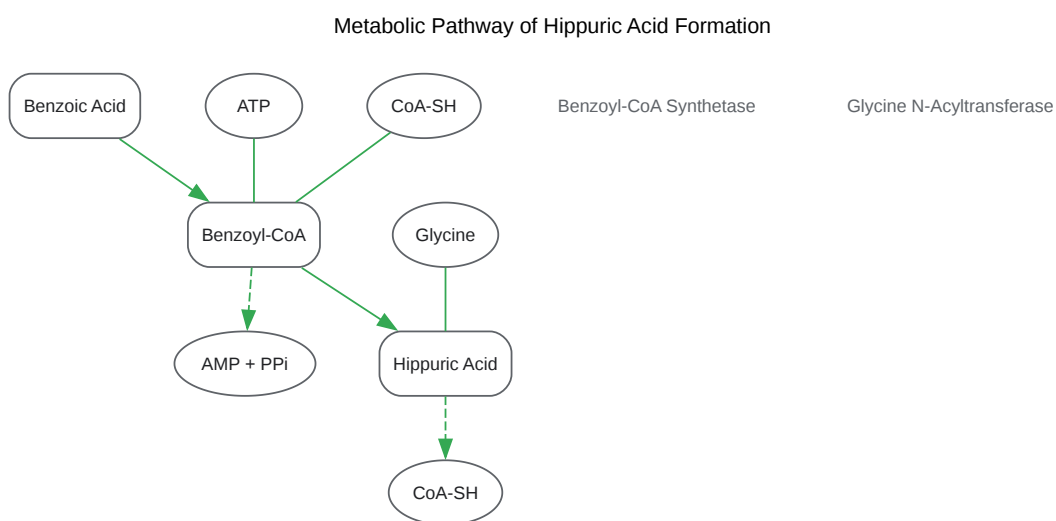 Metabolic Pathway of Hippuric Acid Formation
Benzoic Acid
ATP
CoA-SH
Benzoyl-CoA Synthetase
Glycine N-Acyltransferase
Benzoyl-CoA
Glycine
AMP + PPi
Hippuric Acid
CoA-SH